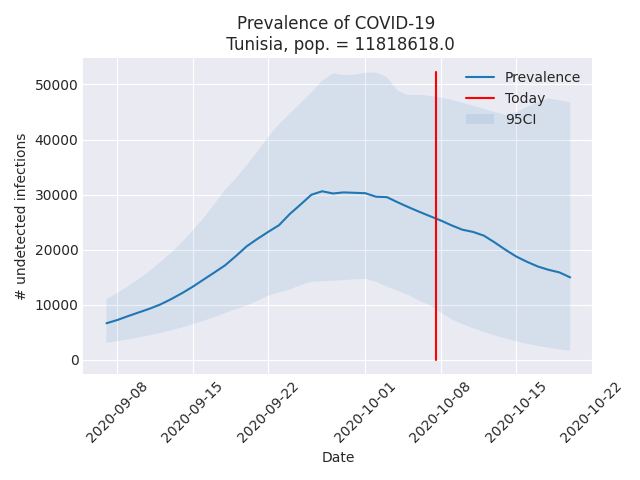 Prevalence of COVID-19
Tunisia, pop. = 11818618.0
Prevalence
Today
95CI
# undetected infections
50000
40000
30000
20000
10000
0
2020-09-08
2020-09-15
2020-09-22
2020-10-01
2020-10-08
2020-10-15
2020-10-22
Date